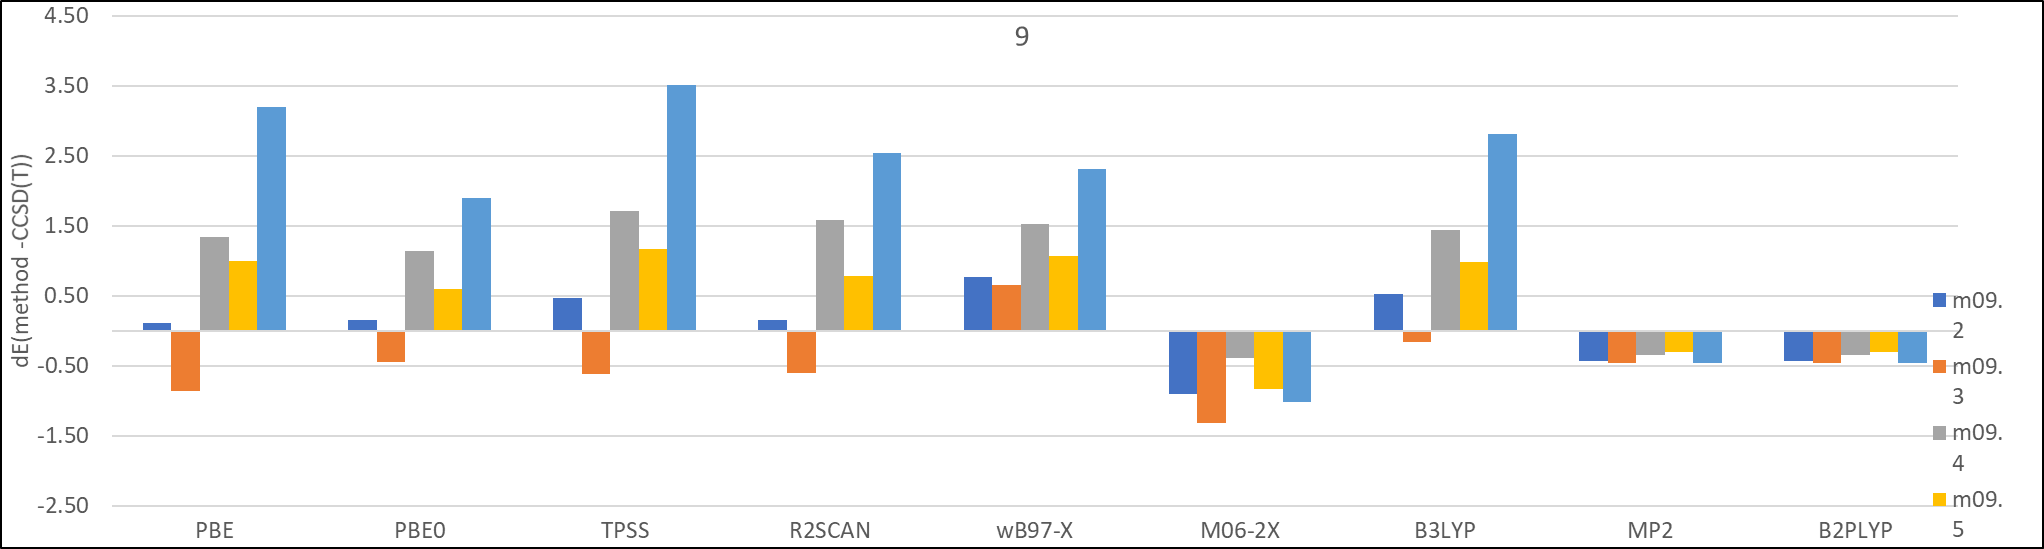 9
dE(method -CCSD(T))
4.50
3.50
2.50
1.50
0.50
-0.50
-1.50
-2.50
PBE
PBE0
TPSS
R2SCAN
wB97-X
M06-2X
B3LYP
MP2
B2PLYP
m09.
2
m09.
3
m09.
4
m09.
5